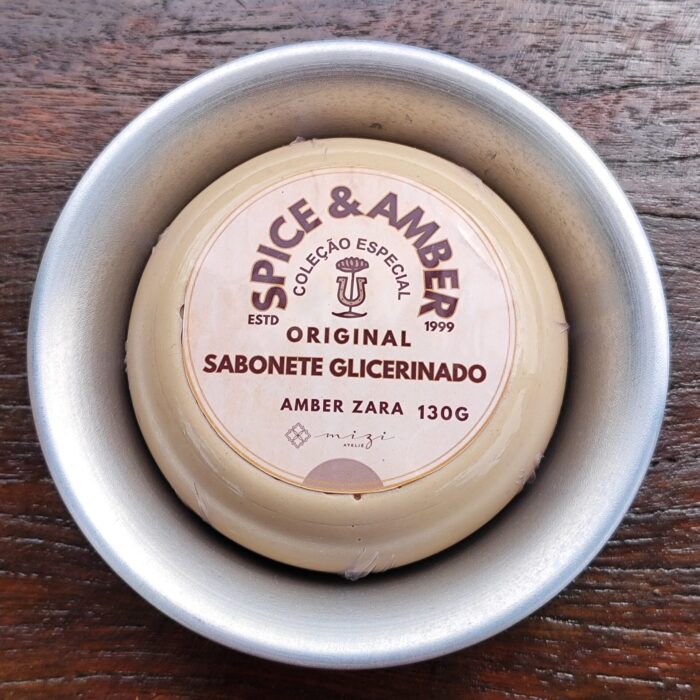 SPICE & AMBER
COLEÇÃO ESPECIAL
ESTD 1999
ORIGINAL
SABONETE GLICERINADO
AMBER ZARA 130G
mizi
ATELIÊ